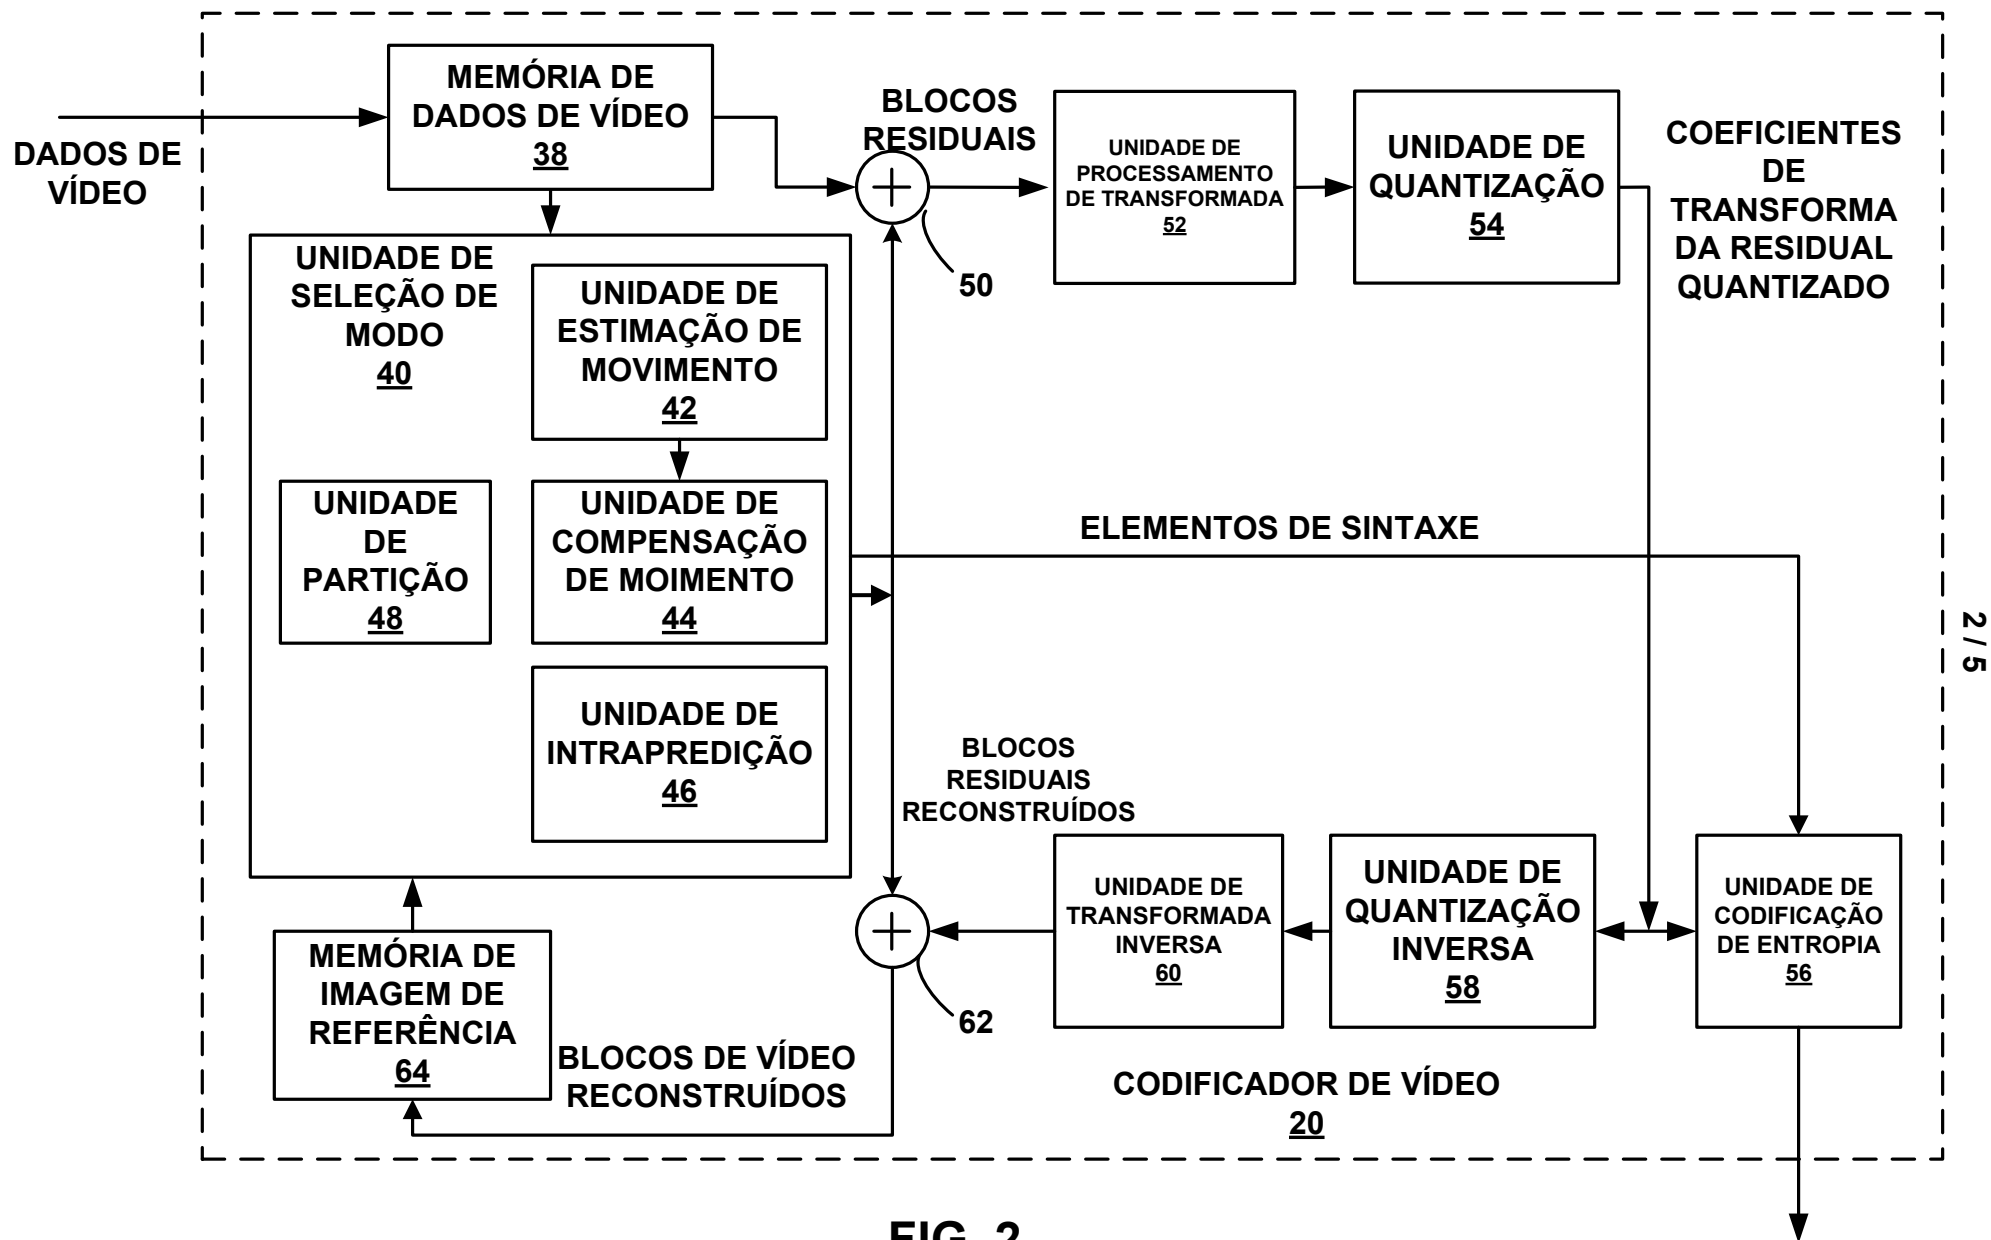 DADOS DE
VÍDEO
MEMÓRIA DE
DADOS DE VÍDEO
38
BLOCOS
RESIDUAIS
50
UNIDADE DE
PROCESSAMENTO
DE TRANSFORMADA
52
UNIDADE DE
QUANTIZAÇÃO
54
COEFICIENTES
DE
TRANSFORMA
DA RESIDUAL
QUANTIZADO
UNIDADE DE
SELEÇÃO DE
MODO
40
UNIDADE DE
ESTIMAÇÃO DE
MOVIMENTO
42
UNIDADE
DE
PARTIÇÃO
48
UNIDADE DE
COMPENSAÇÃO
DE MOIMENTO
44
ELEMENTOS DE SINTAXE
2 / 5
UNIDADE DE
INTRAPREDIÇÃO
46
BLOCOS
RESIDUAIS
RECONSTRUÍDOS
MEMÓRIA DE
IMAGEM DE
REFERÊNCIA
64
62
UNIDADE DE
TRANSFORMADA
INVERSA
60
UNIDADE DE
QUANTIZAÇÃO
INVERSA
58
UNIDADE DE
CODIFICAÇÃO
DE ENTROPIA
56
BLOCOS DE VÍDEO
RECONSTRUÍDOS
CODIFICADOR DE VÍDEO
20
FIG. 2